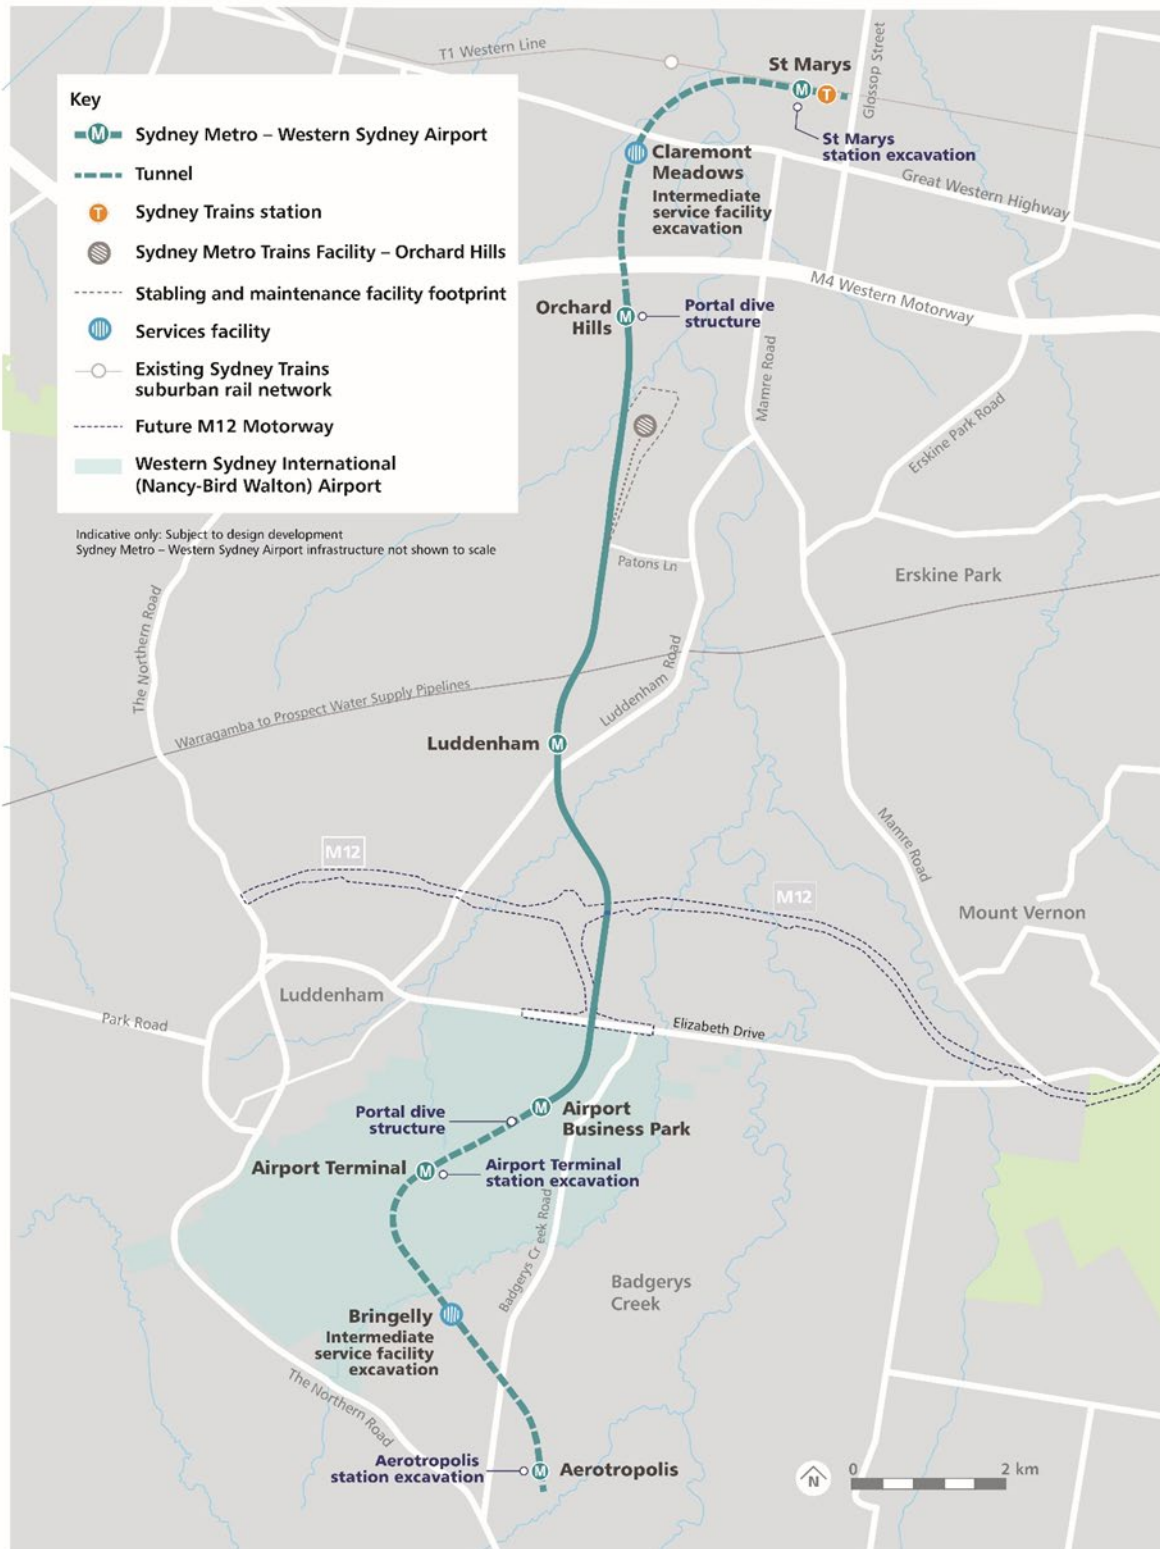 T1 Western Line
St Marys
Glossop Street
M
T
St Marys
station excavation
Key
M
Sydney Metro – Western Sydney Airport
Tunnel
T
Sydney Trains station
Sydney Metro Trains Facility – Orchard Hills
Stabling and maintenance facility footprint
Services facility
Existing Sydney Trains
suburban rail network
Future M12 Motorway
Western Sydney International
(Nancy-Bird Walton) Airport
Indicative only: Subject to design development
Sydney Metro – Western Sydney Airport infrastructure not shown to scale
Claremont
Meadows
Intermediate
service facility
excavation
Great Western Highway
M4 Western Motorway
Orchard
Hills
M
Portal dive
structure
Mamre Road
Erskine Park Road
Patons Ln
Erskine Park
The Northern Road
Warragamba to Prospect Water Supply Pipelines
Luddenham Road
Luddenham
M
Mamre Road
M12
M12
Mount Vernon
Luddenham
Park Road
Elizabeth Drive
Portal dive
structure
M
Airport
Business Park
Airport Terminal
M
Airport Terminal
station excavation
Badgerys Cr eek Road
Badgerys
Creek
Bringelly
Intermediate
service facility
excavation
The Northern Road
Aerotropolis
station excavation
M
Aerotropolis
N
0
2 km